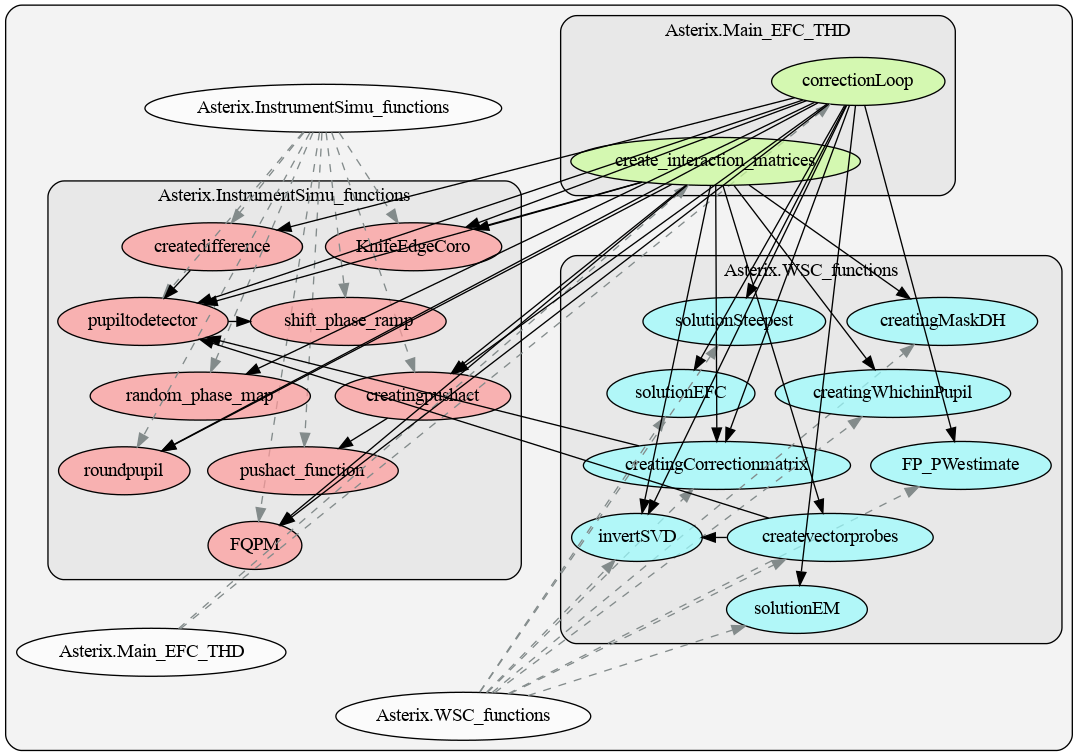 Asterix.Main_EFC_THD
correctionLoop
Asterix.InstrumentSimu_functions
create_interaction_matrices
Asterix.InstrumentSimu_functions
createdifference
KnifeEdgeCoro
Asterix.WSC_functions
pupiltodetector
shift_phase_ramp
solutionSteepest
creatingMaskDH
random_phase_map
creatingpushact
solutionEFC
creatingWhichinPupil
roundpupil
pushact_function
creatingCorrectionmatrix
FP_PWestimate
FQPM
invertSVD
createvectorprobes
solutionEM
Asterix.Main_EFC_THD
Asterix.WSC_functions